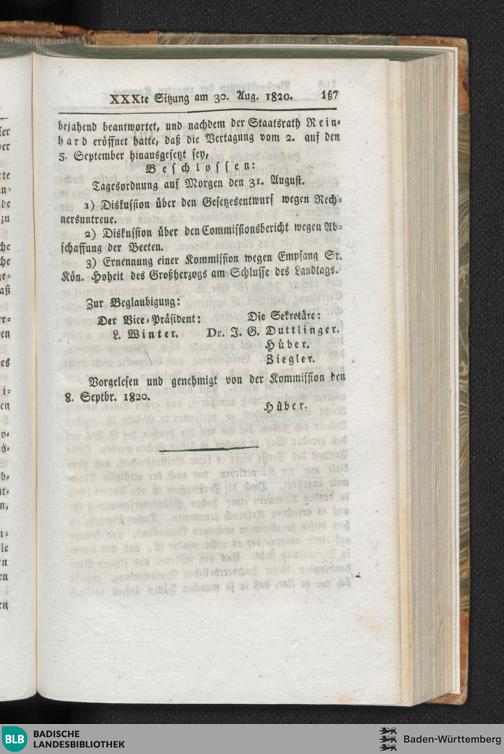 XXXte Sitzung am 30. Aug. 1820. 187
bejahend beantwortet, und nachdem der Staatsrath Rein-
hard eröffnet hatte, daß die Vertagung vom 2. auf den
5. September hinausgesetzt sey,
Beschlossen:
Tagesordnung auf Morgen den 31. August.
1) Diskussion über den Gesetzesentwurf wegen Rech-
nersuntreue.
2) Diskussion über den Commissionsbericht wegen Ab-
schaffung der Beeten.
3) Ernennung einer Kommission wegen Empfang Sr.
Kön. Hoheit des Großherzogs am Schlusse des Landtags.
Zur Beglaubigung:
Der Vice-Präsident: Die Sekretäre:
L. Winter. Dr. J. G. Duttlinger.
Hüber.
Ziegler.
Vorgelesen und genehmigt von der Kommission den
8. Septbr. 1820.
Hüber.
BLB BADISCHE
LANDESBIBLIOTHEK
Baden-Württemberg